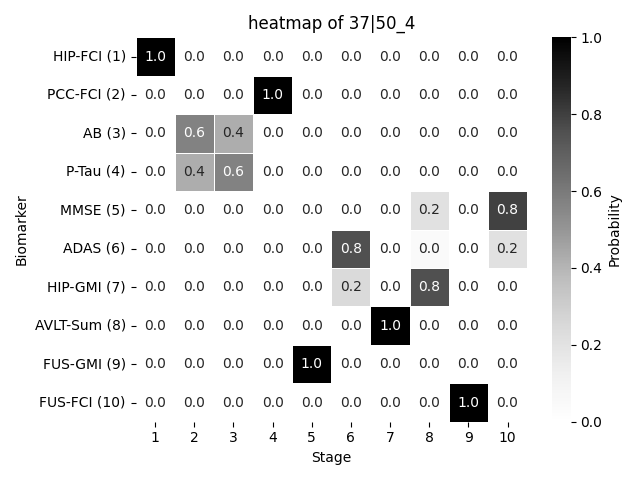 heatmap of 37|50_4
HIP-FCI (1) 1.0 0.0 0.0 0.0 0.0 0.0 0.0 0.0 0.0 0.0
PCC-FCI (2) 0.0 0.0 0.0 1.0 0.0 0.0 0.0 0.0 0.0 0.0
AB (3) 0.0 0.6 0.4 0.0 0.0 0.0 0.0 0.0 0.0 0.0
P-Tau (4) 0.0 0.4 0.6 0.0 0.0 0.0 0.0 0.0 0.0 0.0
MMSE (5) 0.0 0.0 0.0 0.0 0.0 0.0 0.0 0.2 0.0 0.8
ADAS (6) 0.0 0.0 0.0 0.0 0.0 0.8 0.0 0.0 0.0 0.2
HIP-GMI (7) 0.0 0.0 0.0 0.0 0.0 0.2 0.0 0.8 0.0 0.0
AVLT-Sum (8) 0.0 0.0 0.0 0.0 0.0 0.0 1.0 0.0 0.0 0.0
FUS-GMI (9) 0.0 0.0 0.0 0.0 1.0 0.0 0.0 0.0 0.0 0.0
FUS-FCI (10) 0.0 0.0 0.0 0.0 0.0 0.0 0.0 0.0 1.0 0.0
1 2 3 4 5 6 7 8 9 10
Stage
Biomarker
1.0
0.8
0.6
0.4
0.2
0.0
Probability